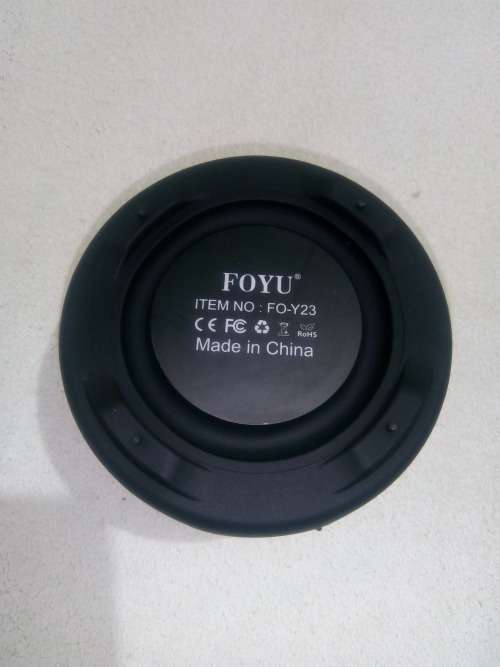 FOYU®
ITEM NO : FO-Y23
CE FC RoHS
Made in China